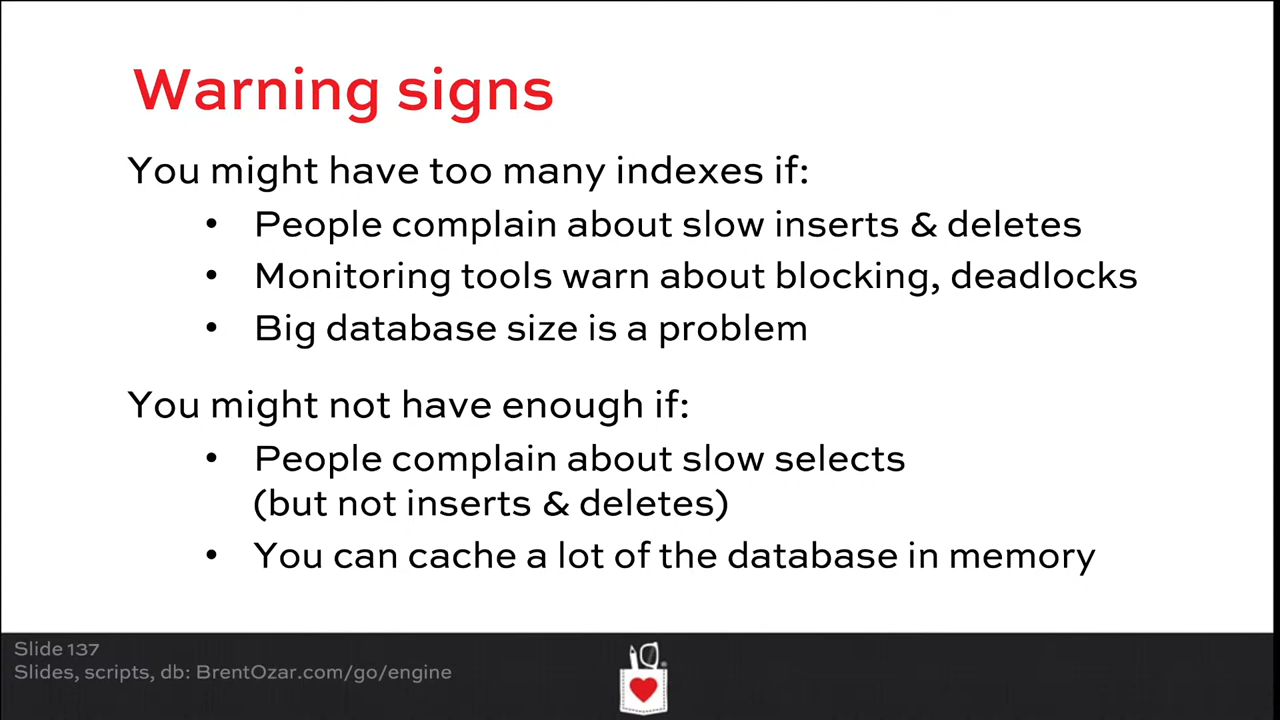 Warning signs
You might have too many indexes if:
• People complain about slow inserts & deletes
• Monitoring tools warn about blocking, deadlocks
• Big database size is a problem
You might not have enough if:
• People complain about slow selects
(but not inserts & deletes)
• You can cache a lot of the database in memory
Slide 137
Slides, scripts, db: BrentOzar.com/go/engine